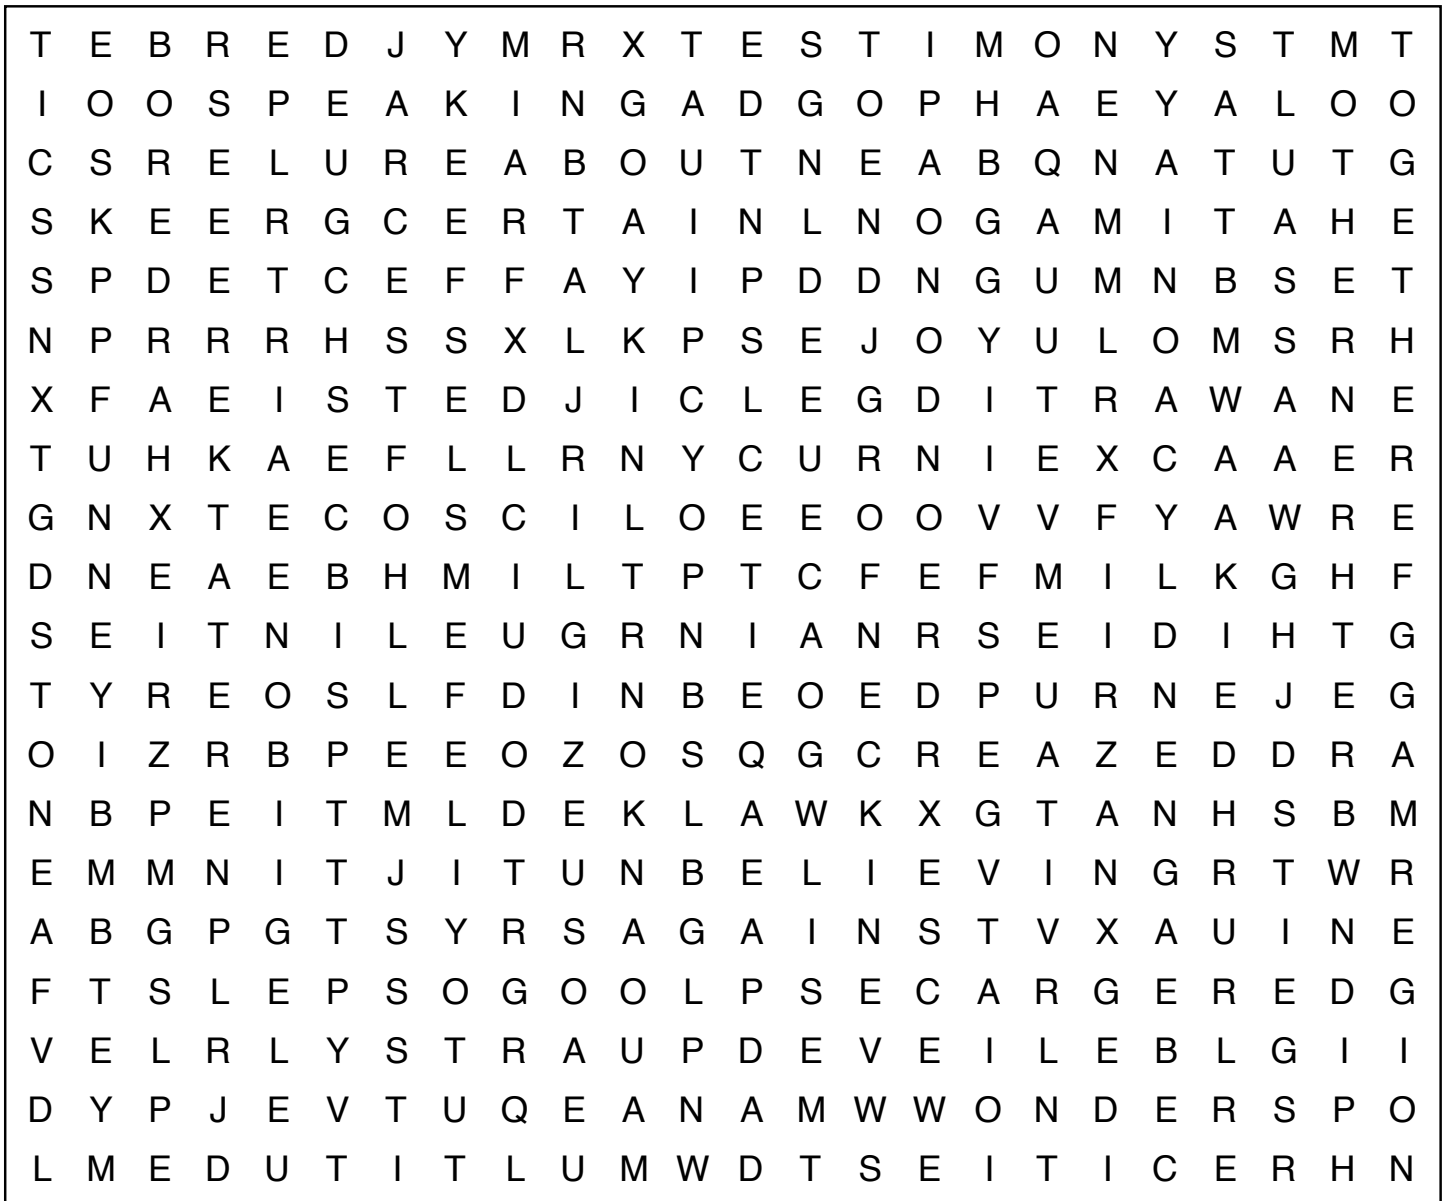 T E B R E D J Y M R X T E S T I M O N Y S T M T
I O O S P E A K I N G A D G O P H A E Y A L O O
C S R E L U R E A B O U T N E A B Q N A T U T G
S K E E R G C E R T A I N L N O G A M I T A H E
S P D E T C E F F A Y I P D D N G U M N B S E T
N P R R R H S S X L K P S E J O Y U L O M S R H
X F A E I S T E D J I C L E G D I T R A W A N E
T U H K A E F L L R N Y C U R N I E X C A A E R
G N X T E C O S C I L O E E O O V V F Y A W R E
D N E A E B H M I L T P T C F E F M I L K G H F
S E I T N I L E U G R N I A N R S E I D I H T G
T Y R E O S L F D I N B E O E D P U R N E J E G
O I Z R B P E E O Z O S Q G C R E A Z E D D R A
N B P E I T M L D E K L A W K X G T A N H S B M
E M M N I T J I T U N B E L I E V I N G R T W R
A B G P G T S Y R S A G A I N S T V X A U I N E
F T S L E P S O G O O L P S E C A R G E R E D G
V E L R L Y S T R A U P D E V E I L E B L G I I
D Y P J E V T U Q E A N A M W W O N D E R S P O
L M E D U T I T L U M W D T S E I T I C E R H N